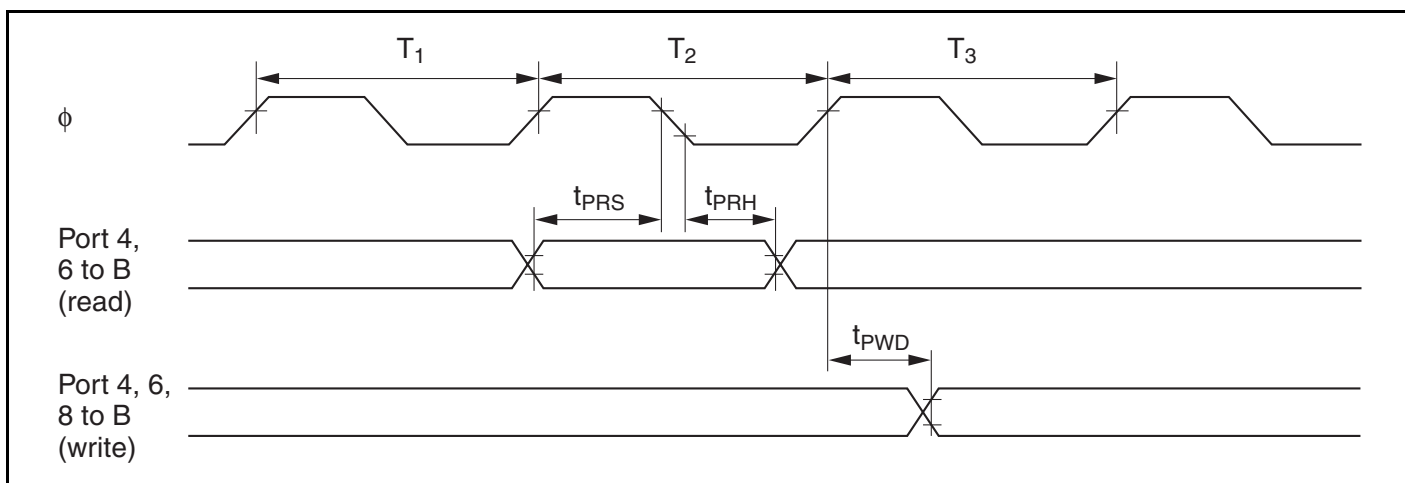 T₁ T₂ T₃
ϕ
tPRS tPRH
Port 4,
6 to B
(read)
tPWD
Port 4, 6,
8 to B
(write)